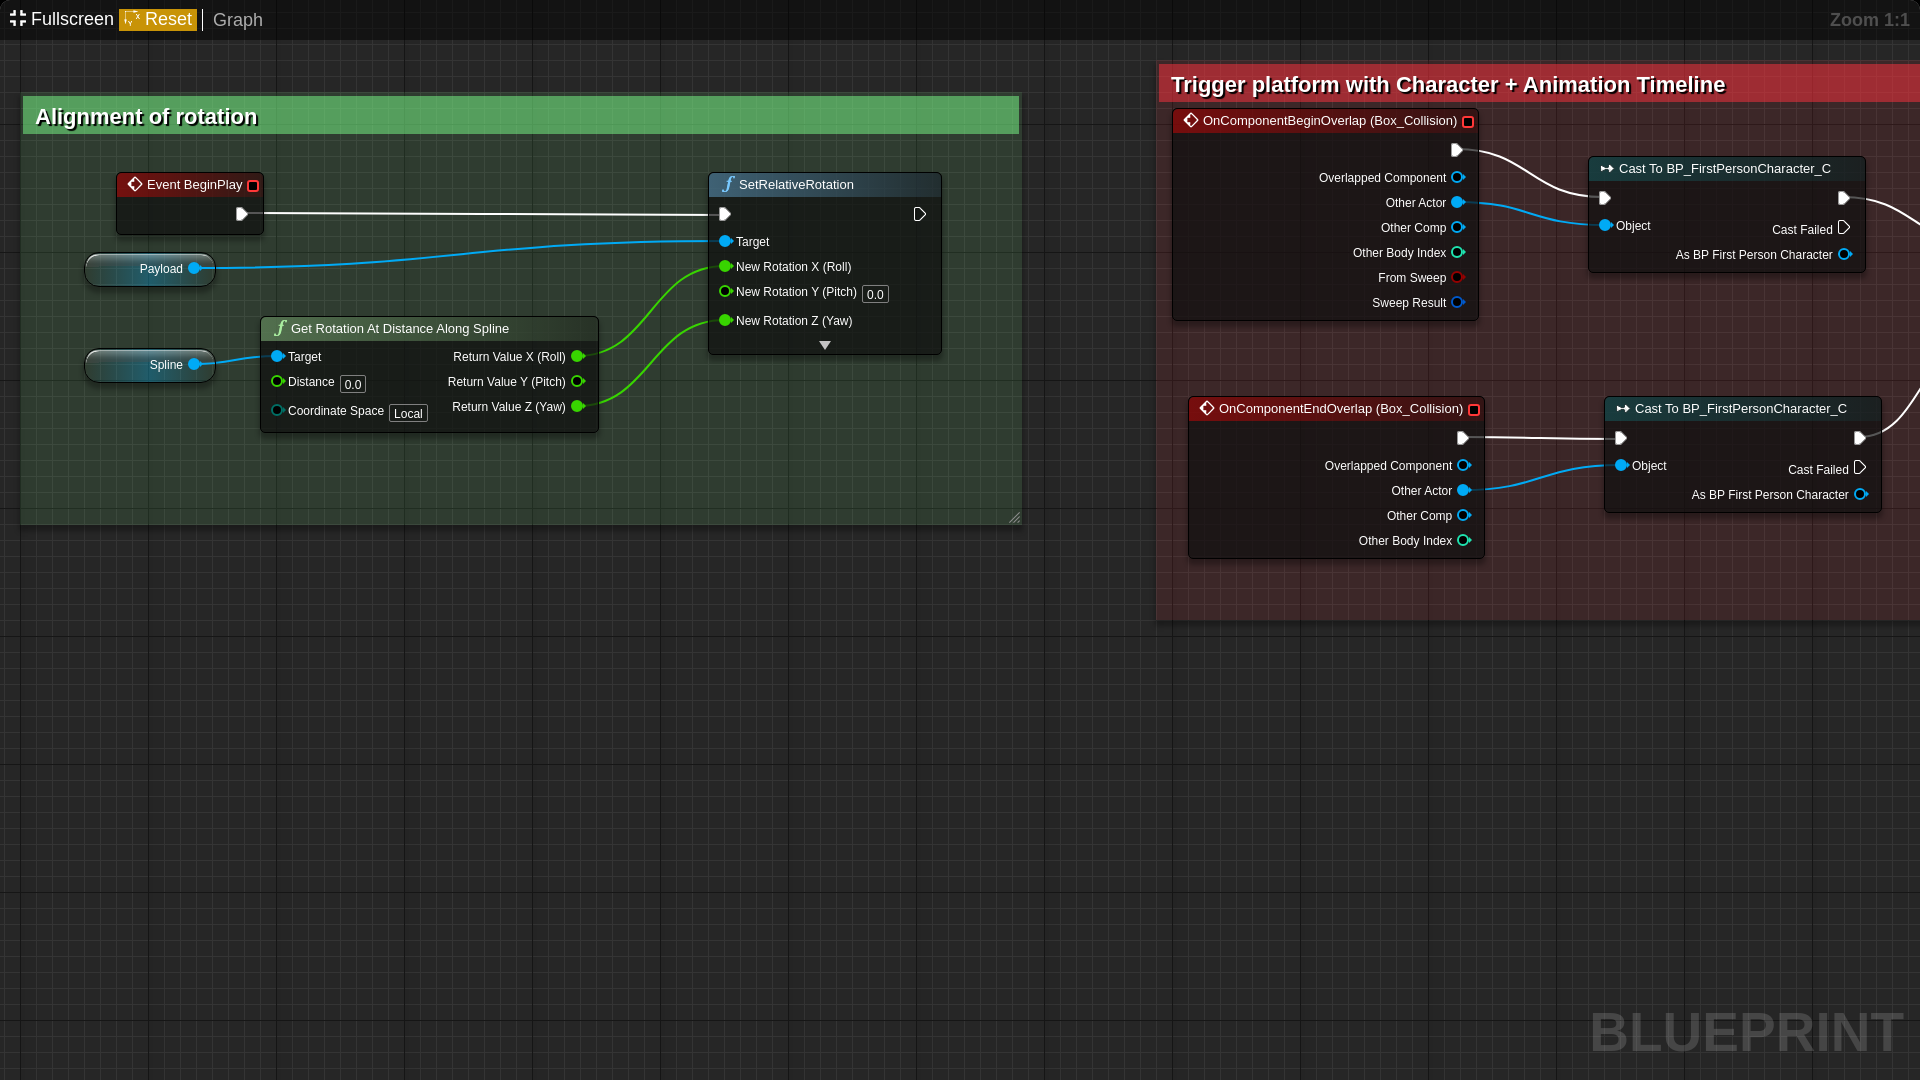 Fullscreen Reset Graph Zoom 1:1
Alignment of rotation
Event BeginPlay
Payload
Spline
Get Rotation At Distance Along Spline
Target Return Value X (Roll)
Distance 0.0 Return Value Y (Pitch)
Coordinate Space Local Return Value Z (Yaw)
SetRelativeRotation
Target
New Rotation X (Roll)
New Rotation Y (Pitch) 0.0
New Rotation Z (Yaw)
Trigger platform with Character + Animation Timeline
OnComponentBeginOverlap (Box_Collision)
Overlapped Component
Other Actor
Other Comp
Other Body Index
From Sweep
Sweep Result
Cast To BP_FirstPersonCharacter_C
Object Cast Failed
As BP First Person Character
OnComponentEndOverlap (Box_Collision)
Overlapped Component
Other Actor
Other Comp
Other Body Index
Cast To BP_FirstPersonCharacter_C
Object Cast Failed
As BP First Person Character
BLUEPRINT